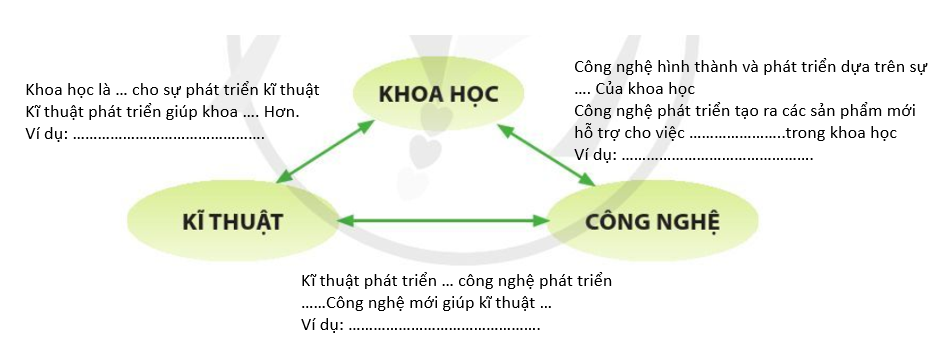 KHOA HỌC
Khoa học là … cho sự phát triển kĩ thuật
Kĩ thuật phát triển giúp khoa …. Hơn.
Ví dụ: ……………………………………….
Công nghệ hình thành và phát triển dựa trên sự
…. Của khoa học
Công nghệ phát triển tạo ra các sản phẩm mới
hỗ trợ cho việc …………………..trong khoa học
Ví dụ: ……………………………………….
KĨ THUẬT
CÔNG NGHỆ
Kĩ thuật phát triển … công nghệ phát triển
……Công nghệ mới giúp kĩ thuật …
Ví dụ: ……………………………………….